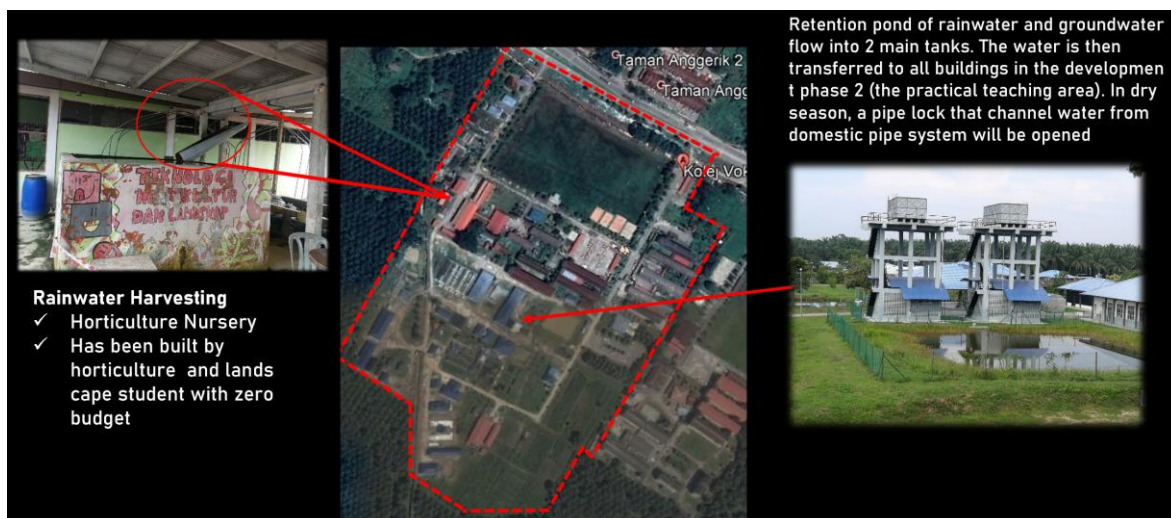 Retention pond of rainwater and groundwater
flow into 2 main tanks. The water is then
transferred to all buildings in the developmen
t phase 2 (the practical teaching area). In dry
season, a pipe lock that channel water from
domestic pipe system will be opened
Taman Anggerik 2
Taman Angg
Kolej Vok
TEKNOLOGI
DAN
Rainwater Harvesting
✓ Horticulture Nursery
✓ Has been built by
horticulture and lands
cape student with zero
budget